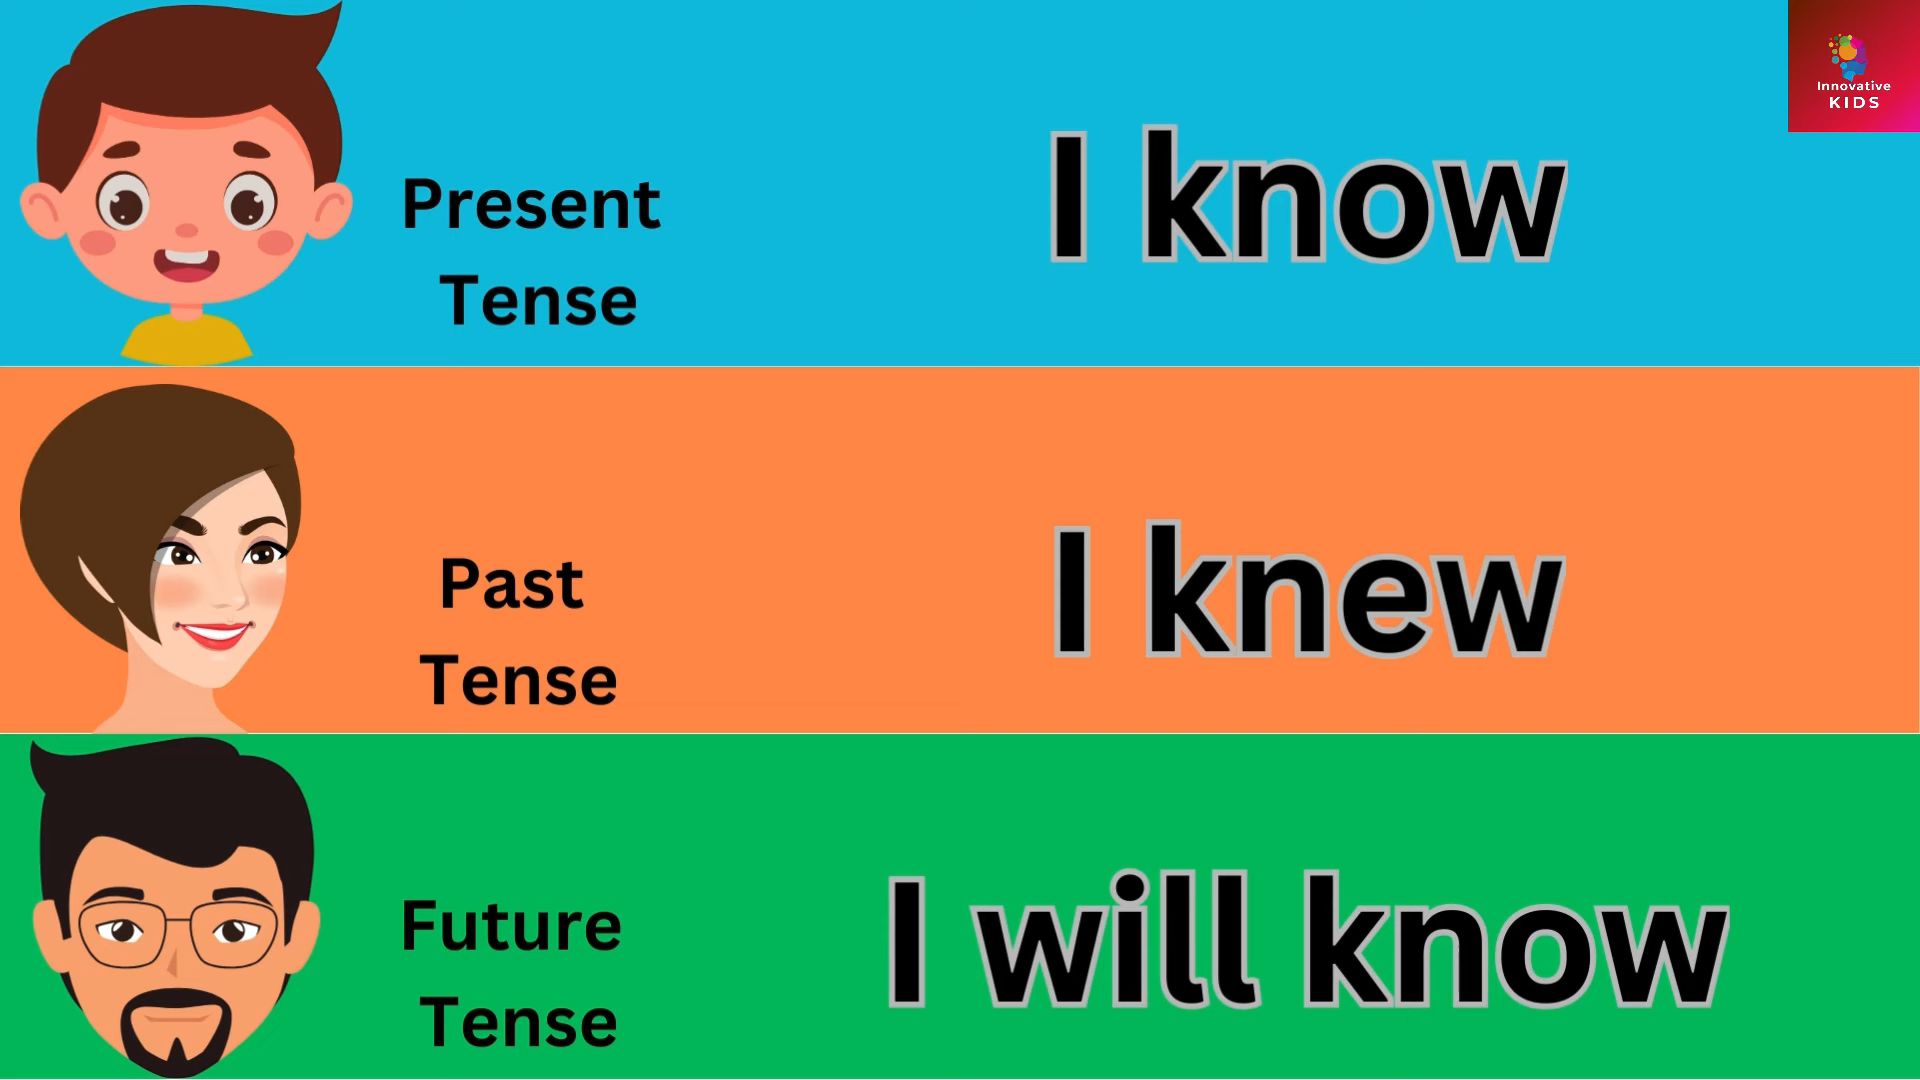 Innovative
KIDS
Present
Tense
I know
Past
Tense
I knew
Future
Tense
I will know